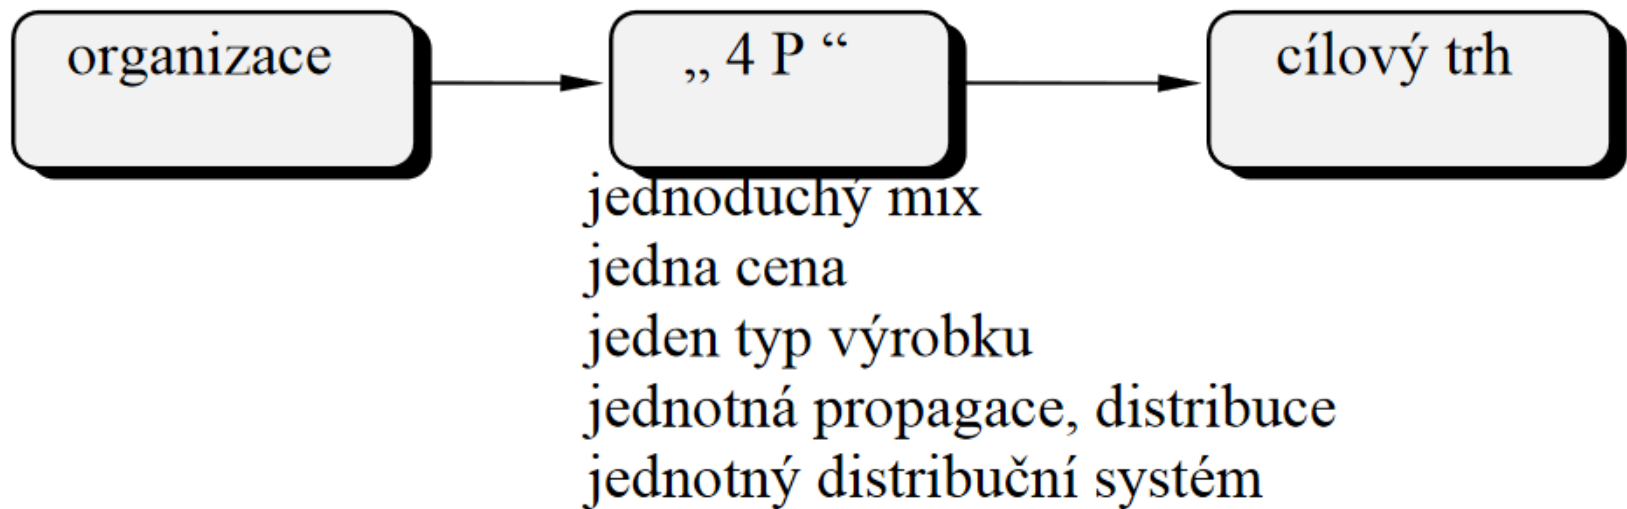 organizace
„ 4 P “
cílový trh
jednoduchý mix
jedna cena
jeden typ výrobku
jednotná propagace, distribuce
jednotný distribuční systém